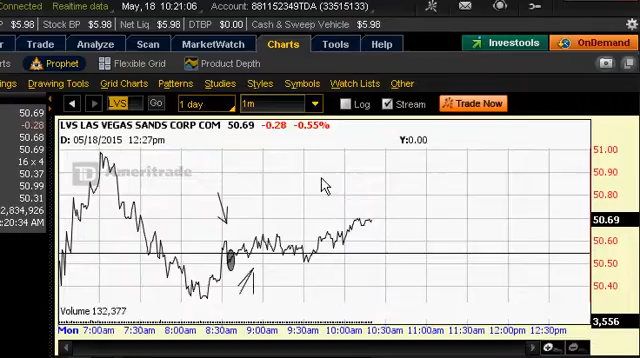 Connected Realtime data May, 18 | 10:21:06 Account: 881152349TDA (33515133)
$5.98 Stock BP $5.98 Net Liq $5.98 DTBP $0.00 Cash & Sweep Vehicle $5.98
Trade Analyze Scan MarketWatch Charts Tools Help Investools OnDemand
Prophet Flexible Grid Product Depth
Drawing Tools Grid Charts Patterns Studies Styles Symbols Watch Lists Other
LVS Go 1 day 1m Log Stream Trade Now
50.69
-0.28
50.68
50.69
16 x 4
50.37
50.99
50.31
LVS LAS VEGAS SANDS CORP COM 50.69 -0.28 -0.55%
D: 05/18/2015 12:27pm Y:0.00
TD Ameritrade
51.00
50.90
50.80
50.69
50.60
50.50
50.40
Volume 132,377
3,556
Mon 7:00am 7:30am 8:00am 8:30am 9:00am 9:30am 10:00am 10:30am 11:00am 11:30am 12:00pm 12:30pm